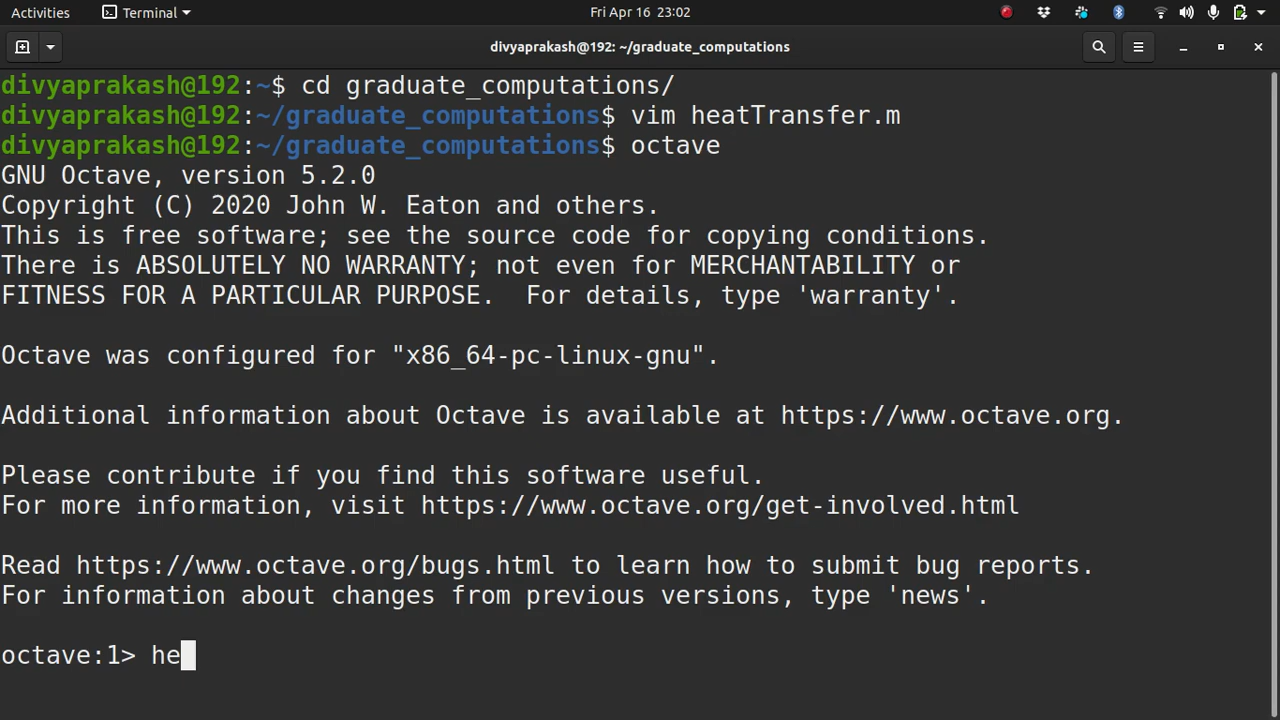 Activities Terminal Fri Apr 16 23:02
divyaprakash@192: ~/graduate_computations
divyaprakash@192:~$ cd graduate_computations/
divyaprakash@192:~/graduate_computations$ vim heatTransfer.m
divyaprakash@192:~/graduate_computations$ octave
GNU Octave, version 5.2.0
Copyright (C) 2020 John W. Eaton and others.
This is free software; see the source code for copying conditions.
There is ABSOLUTELY NO WARRANTY; not even for MERCHANTABILITY or
FITNESS FOR A PARTICULAR PURPOSE.  For details, type 'warranty'.
Octave was configured for "x86_64-pc-linux-gnu".
Additional information about Octave is available at https://www.octave.org.
Please contribute if you find this software useful.
For more information, visit https://www.octave.org/get-involved.html
Read https://www.octave.org/bugs.html to learn how to submit bug reports.
For information about changes from previous versions, type 'news'.
octave:1> he